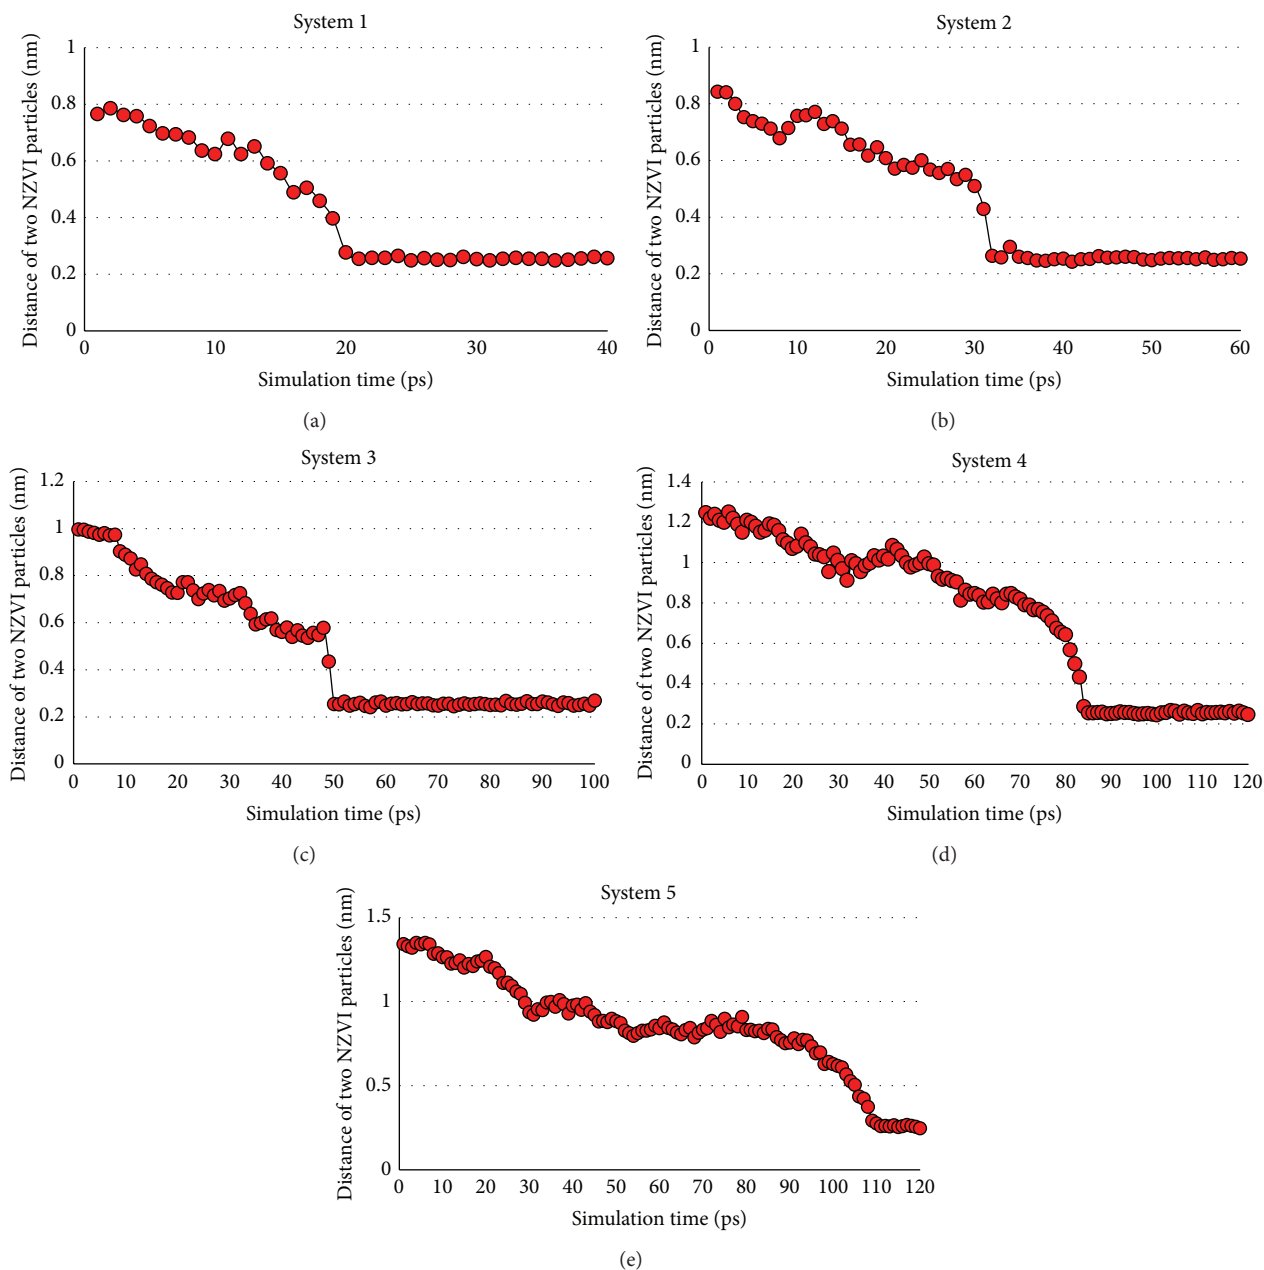 System 1
Distance of two NZVI particles (nm)
1
0.8
0.6
0.4
0.2
0
0 10 20 30 40
Simulation time (ps)
(a)
System 2
Distance of two NZVI particles (nm)
1
0.8
0.6
0.4
0.2
0
0 10 20 30 40 50 60
Simulation time (ps)
(b)
System 3
Distance of two NZVI particles (nm)
1.2
1
0.8
0.6
0.4
0.2
0
0 10 20 30 40 50 60 70 80 90 100
Simulation time (ps)
(c)
System 4
Distance of two NZVI particles (nm)
1.4
1.2
1
0.8
0.6
0.4
0.2
0
0 10 20 30 40 50 60 70 80 90 100 110 120
Simulation time (ps)
(d)
System 5
Distance of two NZVI particles (nm)
1.5
1
0.5
0
0 10 20 30 40 50 60 70 80 90 100 110 120
Simulation time (ps)
(e)